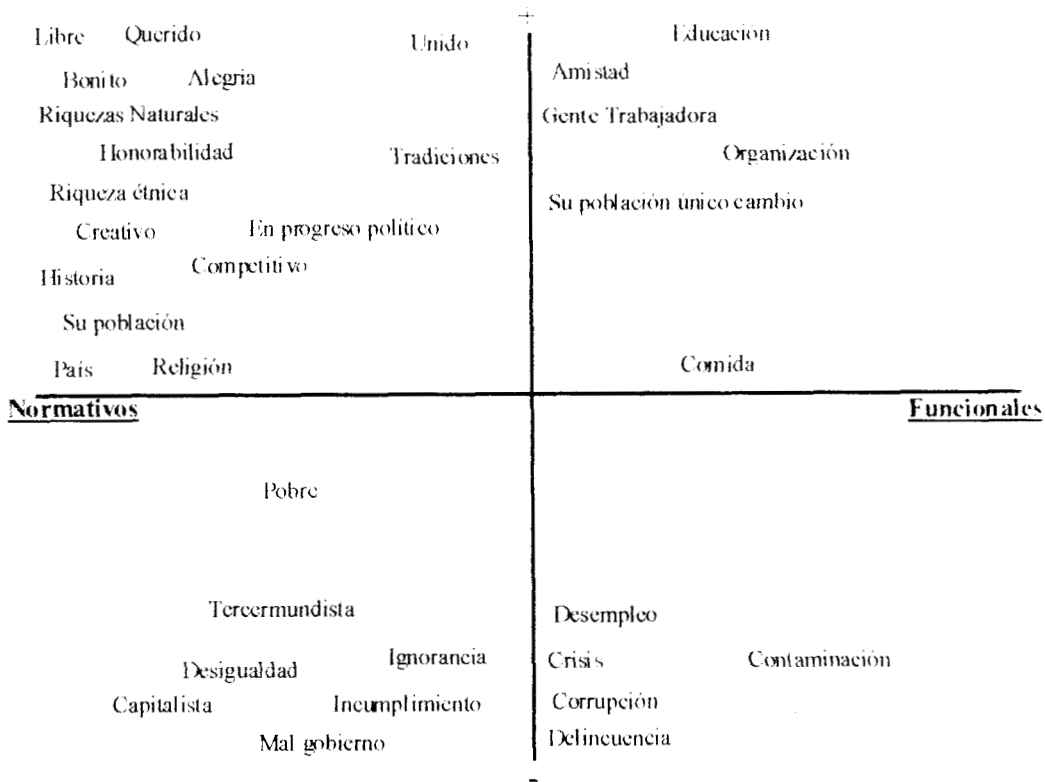 +
Libre Querido Unido Educación
Bonito Alegria Amistad
Riquezas Naturales Gente Trabajadora
Honorabilidad Tradiciones Organización
Riqueza étnica Su población único cambio
Creativo En progreso político
Historia Competitivo
Su población
País Religión Comida
Normativos Funcionales
Pobre
Tercermundista Desempleo
Desigualdad Ignorancia Crisis Contaminación
Capitalista Incumplimiento Corrupción
Mal gobierno Delincuencia
-